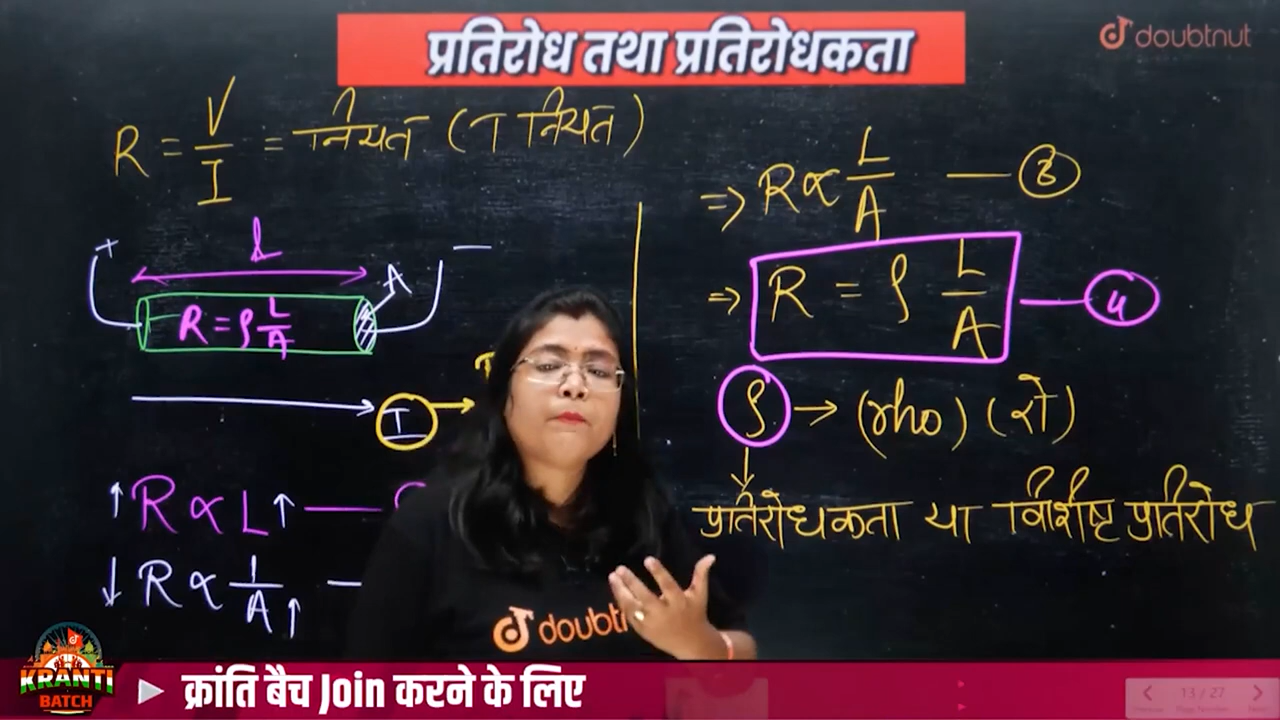 प्रतिरोध तथा प्रतिरोधकता
doubtnut
R = V/I = नियत (T नियत)
+ L −
A
R = ρ L/A
I
↑ R ∝ L ↑ —
↓ R ∝ 1/A ↑ —
⇒ R ∝ L/A — ③
⇒ R = ρ L/A — ④
ρ → (rho) (रो)
↓
प्रतिरोधकता या विशिष्ट प्रतिरोध
doubtn
KRANTI
BATCH
क्रांति बैच Join करने के लिए
13 / 27